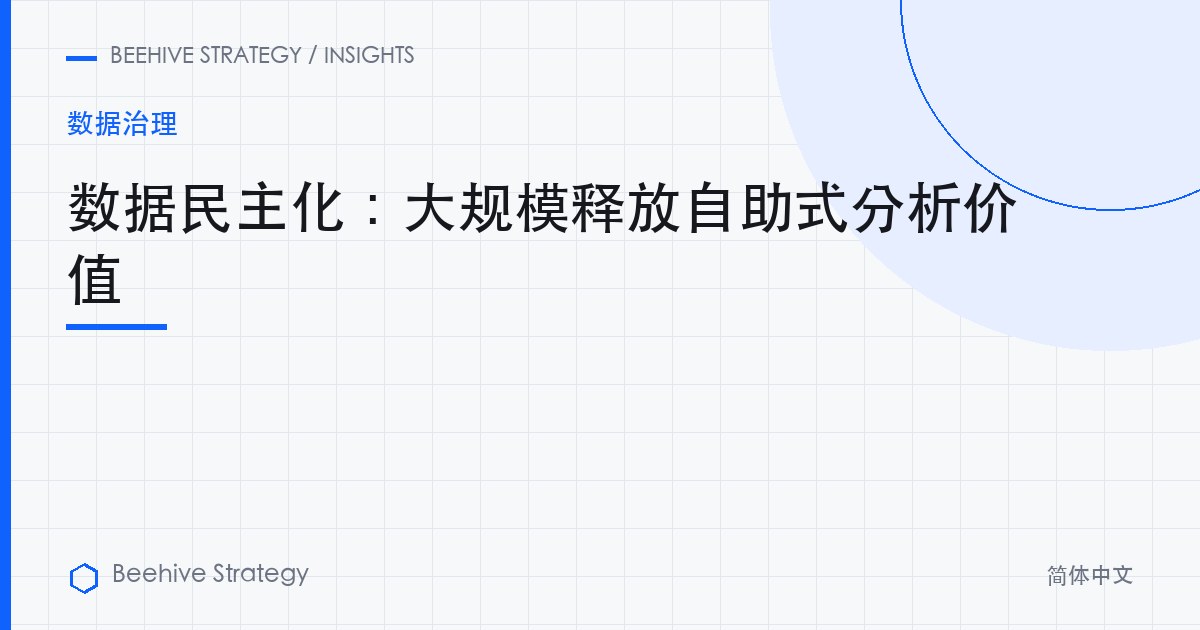 BEEHIVE STRATEGY / INSIGHTS
数据治理
数据民主化：大规模释放自助式分析价
值
Beehive Strategy
简体中文